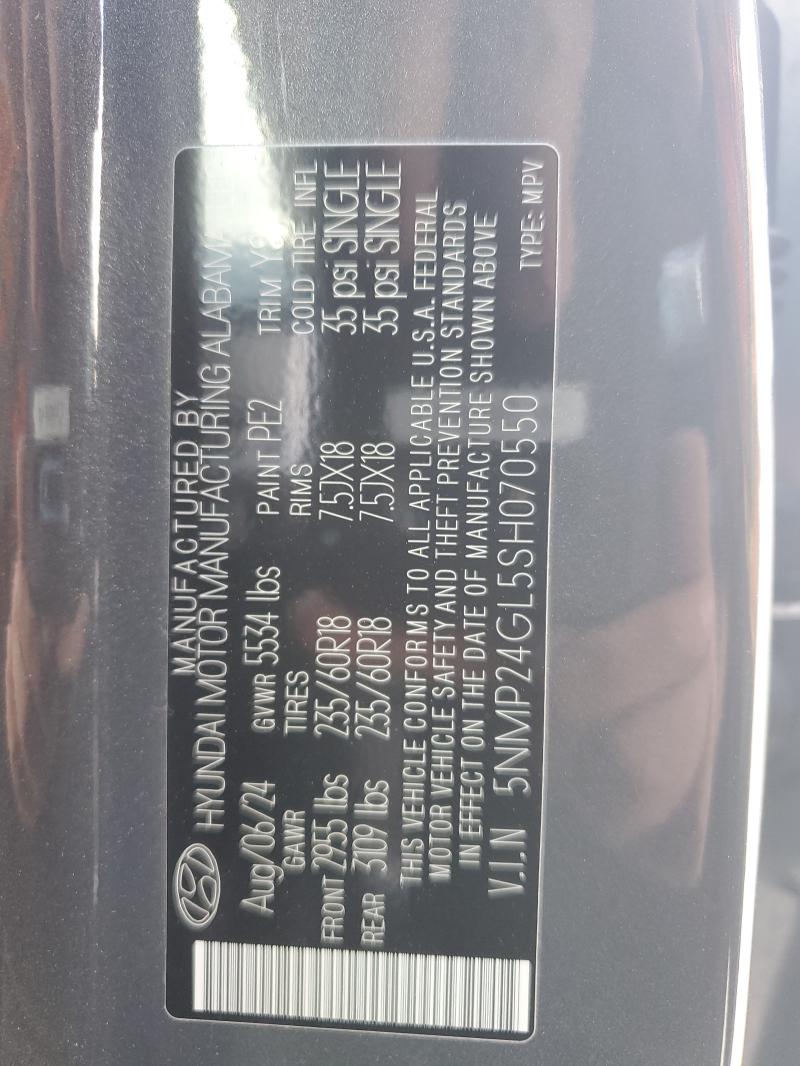 MANUFACTURED BY
HYUNDAI MOTOR MANUFACTURING ALABAMA
Aug/06/24 GVWR 5534 lbs PAINT PE2 TRIM
GAWR TIRES RIMS COLD TIRE INFL
FRONT 2955 lbs 235/60R18 7.5JX18 35 psi SINGLE
REAR 3109 lbs 235/60R18 7.5JX18 35 psi SINGLE
THIS VEHICLE CONFORMS TO ALL APPLICABLE U.S.A. FEDERAL
MOTOR VEHICLE SAFETY AND THEFT PREVENTION STANDARDS
IN EFFECT ON THE DATE OF MANUFACTURE SHOWN ABOVE
V.I.N 5NMP24GL5SH070550 TYPE: MPV